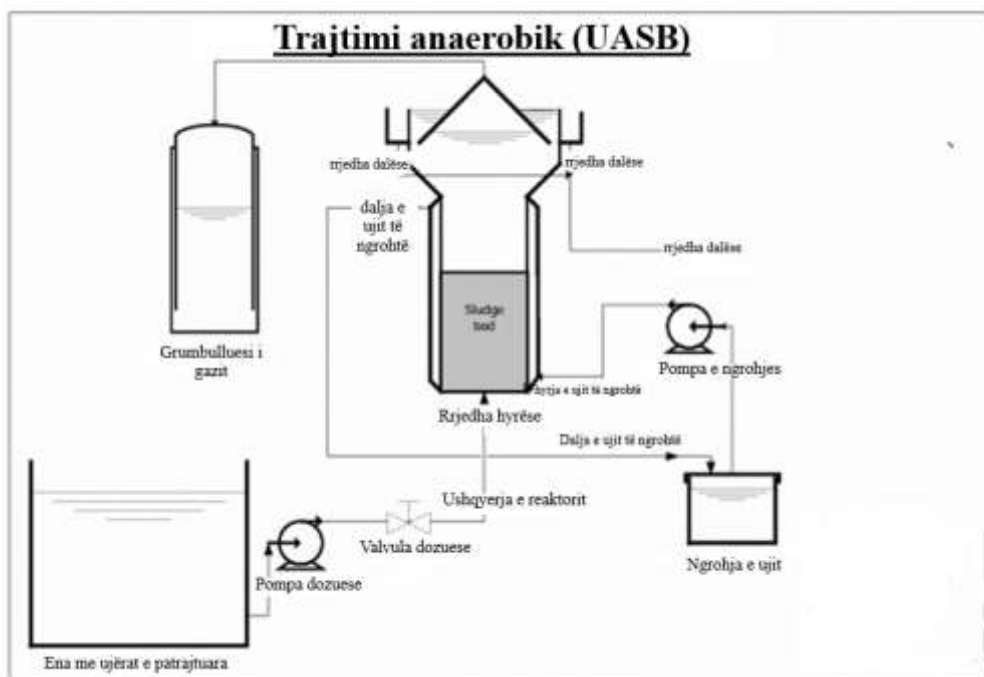 Trajtimi anaerobik (UASB)
rrjedha dalëse
rrjedha dalëse
dalja e
ujit të
ngrohtë
rrjedha dalëse
Sludge
bed
Grumbulluesi i
gazit
Pompa e ngrohjes
hyrja e ujit të ngrohtë
Rrjedha hyrëse
Dalja e ujit të ngrohtë
Ushqyerja e reaktorit
Valvula dozuese
Ngrohja e ujit
Pompa dozuese
Ena me ujërat e patrajtuara